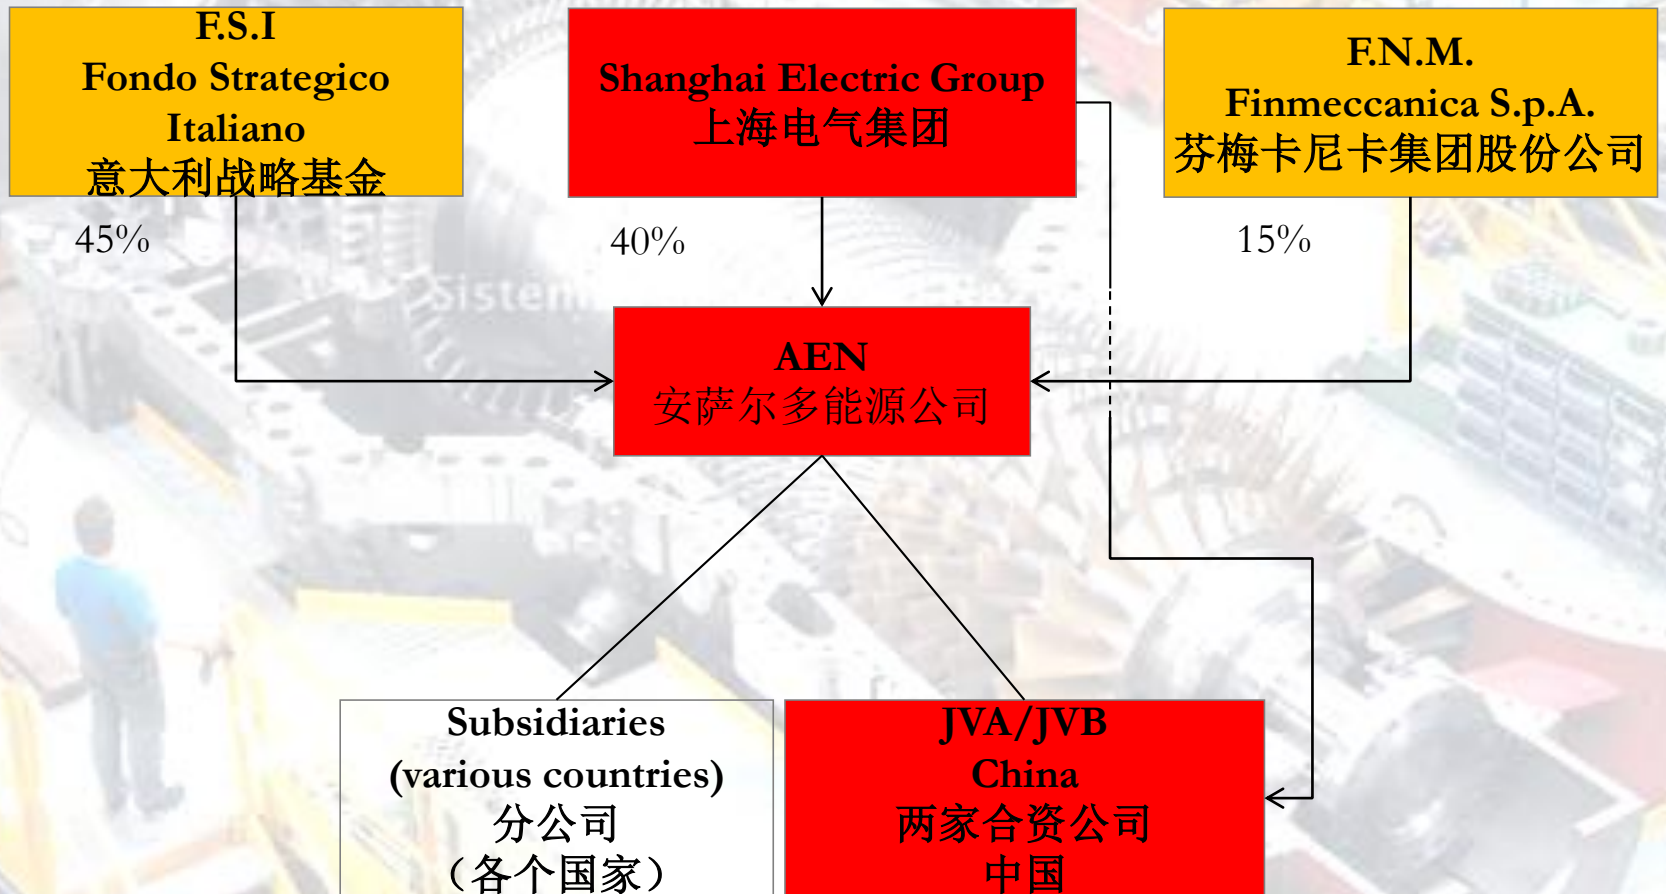 F.S.I
Fondo Strategico
Italiano
意大利战略基金
Shanghai Electric Group
上海电气集团
F.N.M.
Finmeccanica S.p.A.
芬梅卡尼卡集团股份公司
45%
40%
15%
Sistem
AEN
安萨尔多能源公司
Subsidiaries
(various countries)
分公司
（各个国家）
JVA/JVB
China
两家合资公司
中国